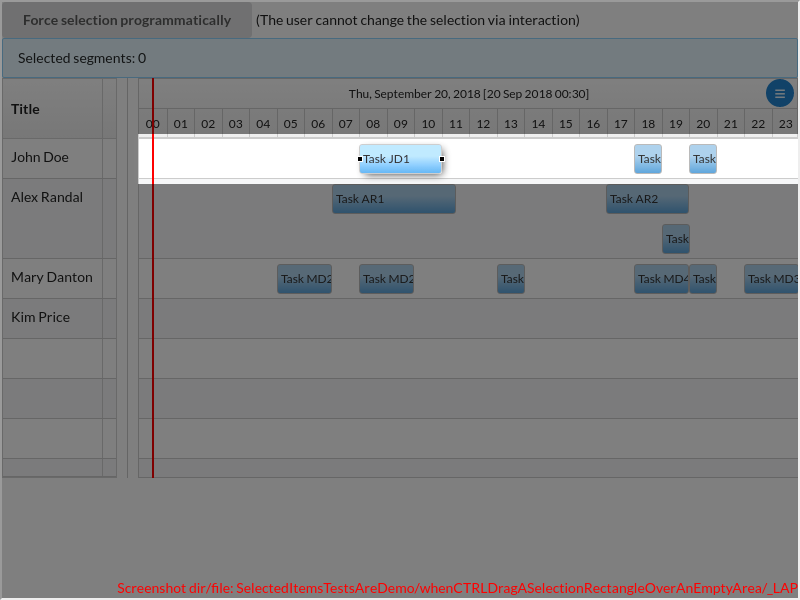 Force selection programmatically (The user cannot change the selection via interaction)
Selected segments: 0
Title
Thu, September 20, 2018 [20 Sep 2018 00:30]
00 01 02 03 04 05 06 07 08 09 10 11 12 13 14 15 16 17 18 19 20 21 22 23
John Doe
Task JD1 Task Task
Alex Randal
Task AR1 Task AR2
Task
Mary Danton
Task MD2 Task MD2 Task Task MD4 Task Task MD3
Kim Price
Screenshot dir/file: SelectedItemsTestsAreDemo/whenCTRLDragASelectionRectangleOverAnEmptyArea/_LAP